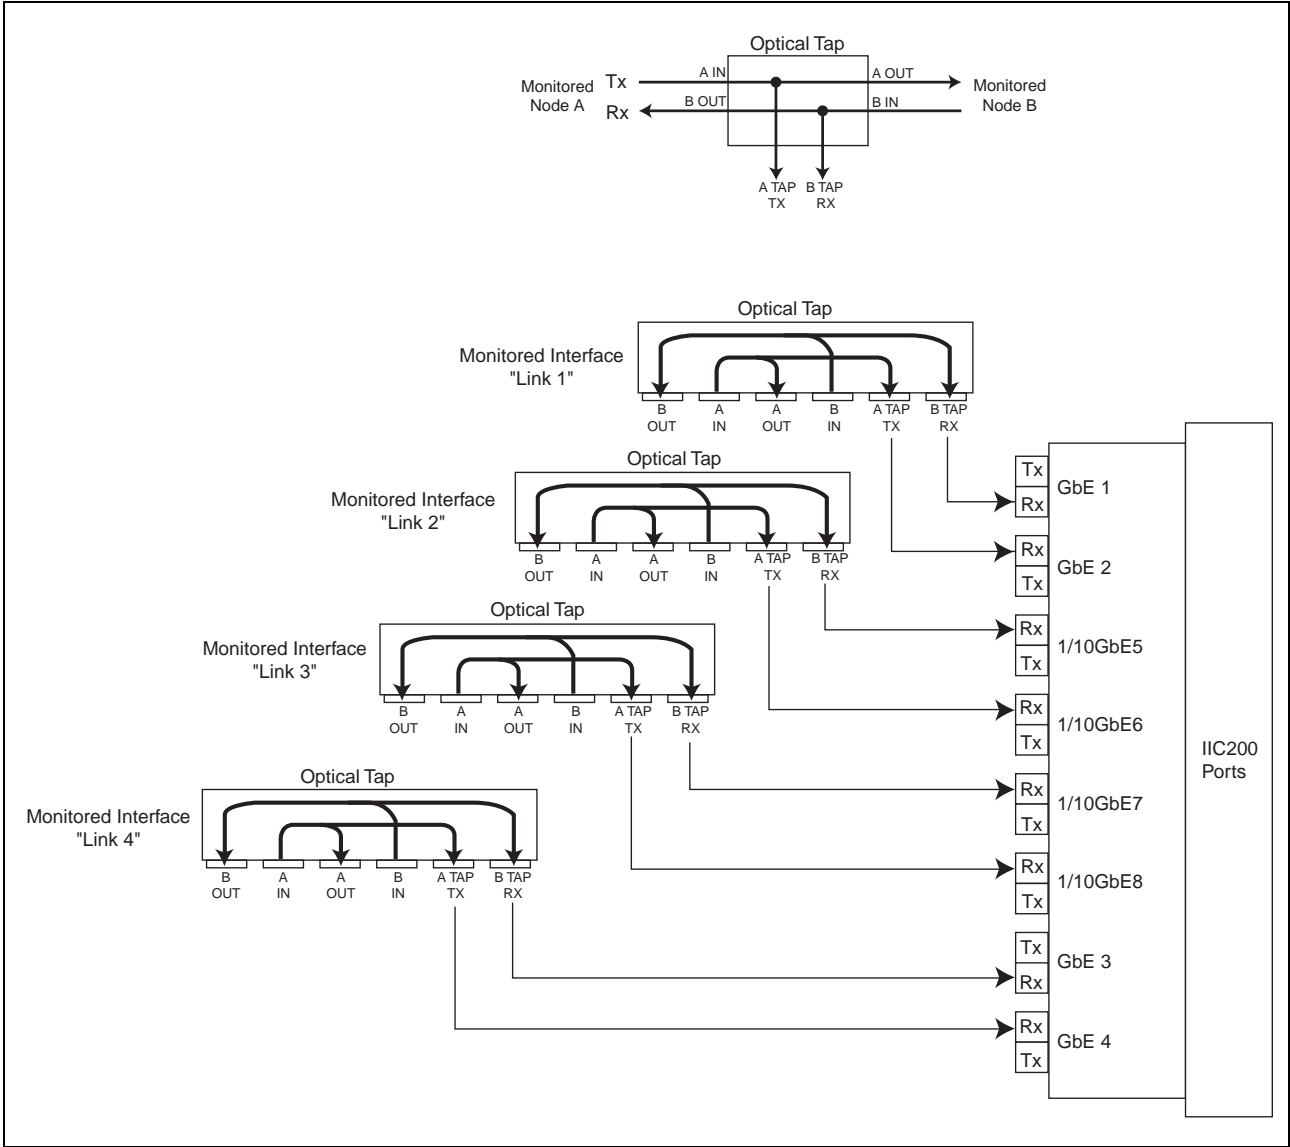 Optical Tap
Monitored
Node A
Tx
Rx
A IN
B OUT
A OUT
B IN
Monitored
Node B
A TAP
TX
B TAP
RX
Optical Tap
Monitored Interface
"Link 1"
B
OUT
A
IN
A
OUT
B
IN
A TAP
TX
B TAP
RX
Optical Tap
Monitored Interface
"Link 2"
B
OUT
A
IN
A
OUT
B
IN
A TAP
TX
B TAP
RX
Optical Tap
Monitored Interface
"Link 3"
B
OUT
A
IN
A
OUT
B
IN
A TAP
TX
B TAP
RX
Optical Tap
Monitored Interface
"Link 4"
B
OUT
A
IN
A
OUT
B
IN
A TAP
TX
B TAP
RX
Tx
Rx
GbE 1
Rx
Tx
GbE 2
Rx
Tx
1/10GbE5
Rx
Tx
1/10GbE6
Rx
Tx
1/10GbE7
Rx
Tx
1/10GbE8
Tx
Rx
GbE 3
Rx
Tx
GbE 4
IIC200
Ports